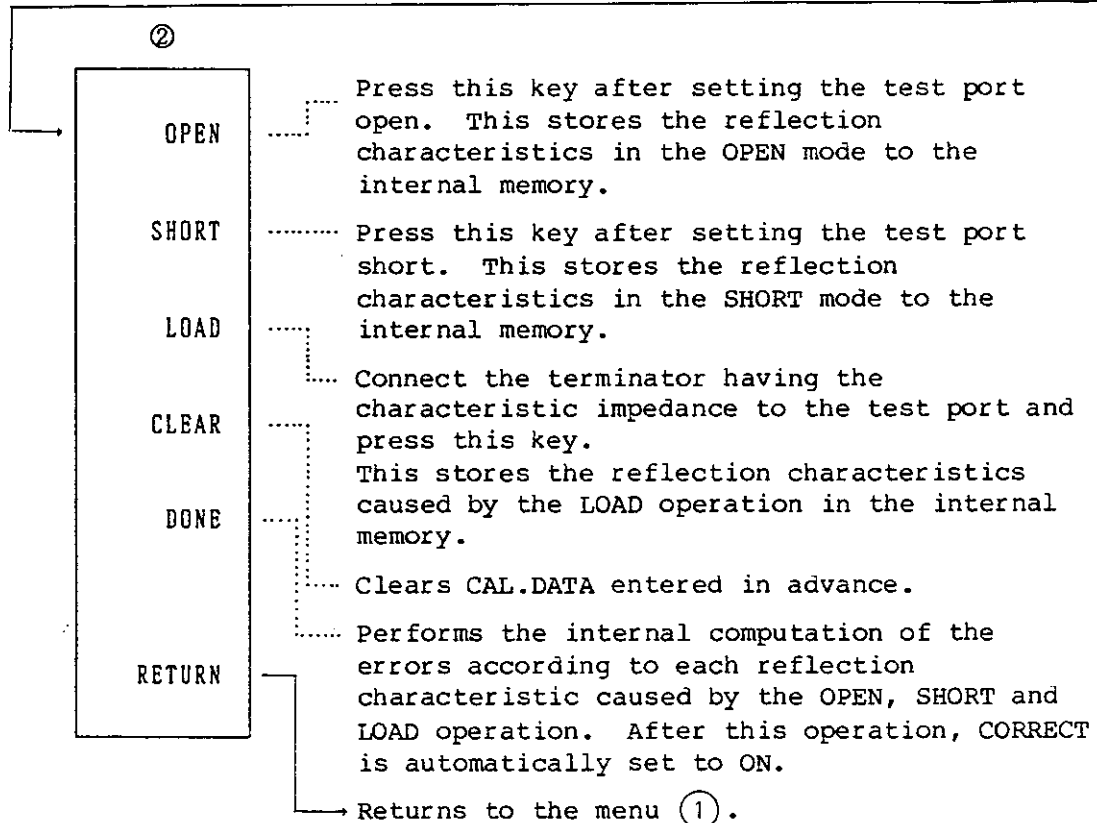 ②
OPEN
Press this key after setting the test port
open. This stores the reflection
characteristics in the OPEN mode to the
internal memory.
SHORT
Press this key after setting the test port
short. This stores the reflection
characteristics in the SHORT mode to the
internal memory.
LOAD
Connect the terminator having the
characteristic impedance to the test port and
press this key.
This stores the reflection characteristics
caused by the LOAD operation in the internal
memory.
CLEAR
Clears CAL.DATA entered in advance.
DONE
Performs the internal computation of the
errors according to each reflection
characteristic caused by the OPEN, SHORT and
LOAD operation. After this operation, CORRECT
is automatically set to ON.
RETURN
Returns to the menu ①.